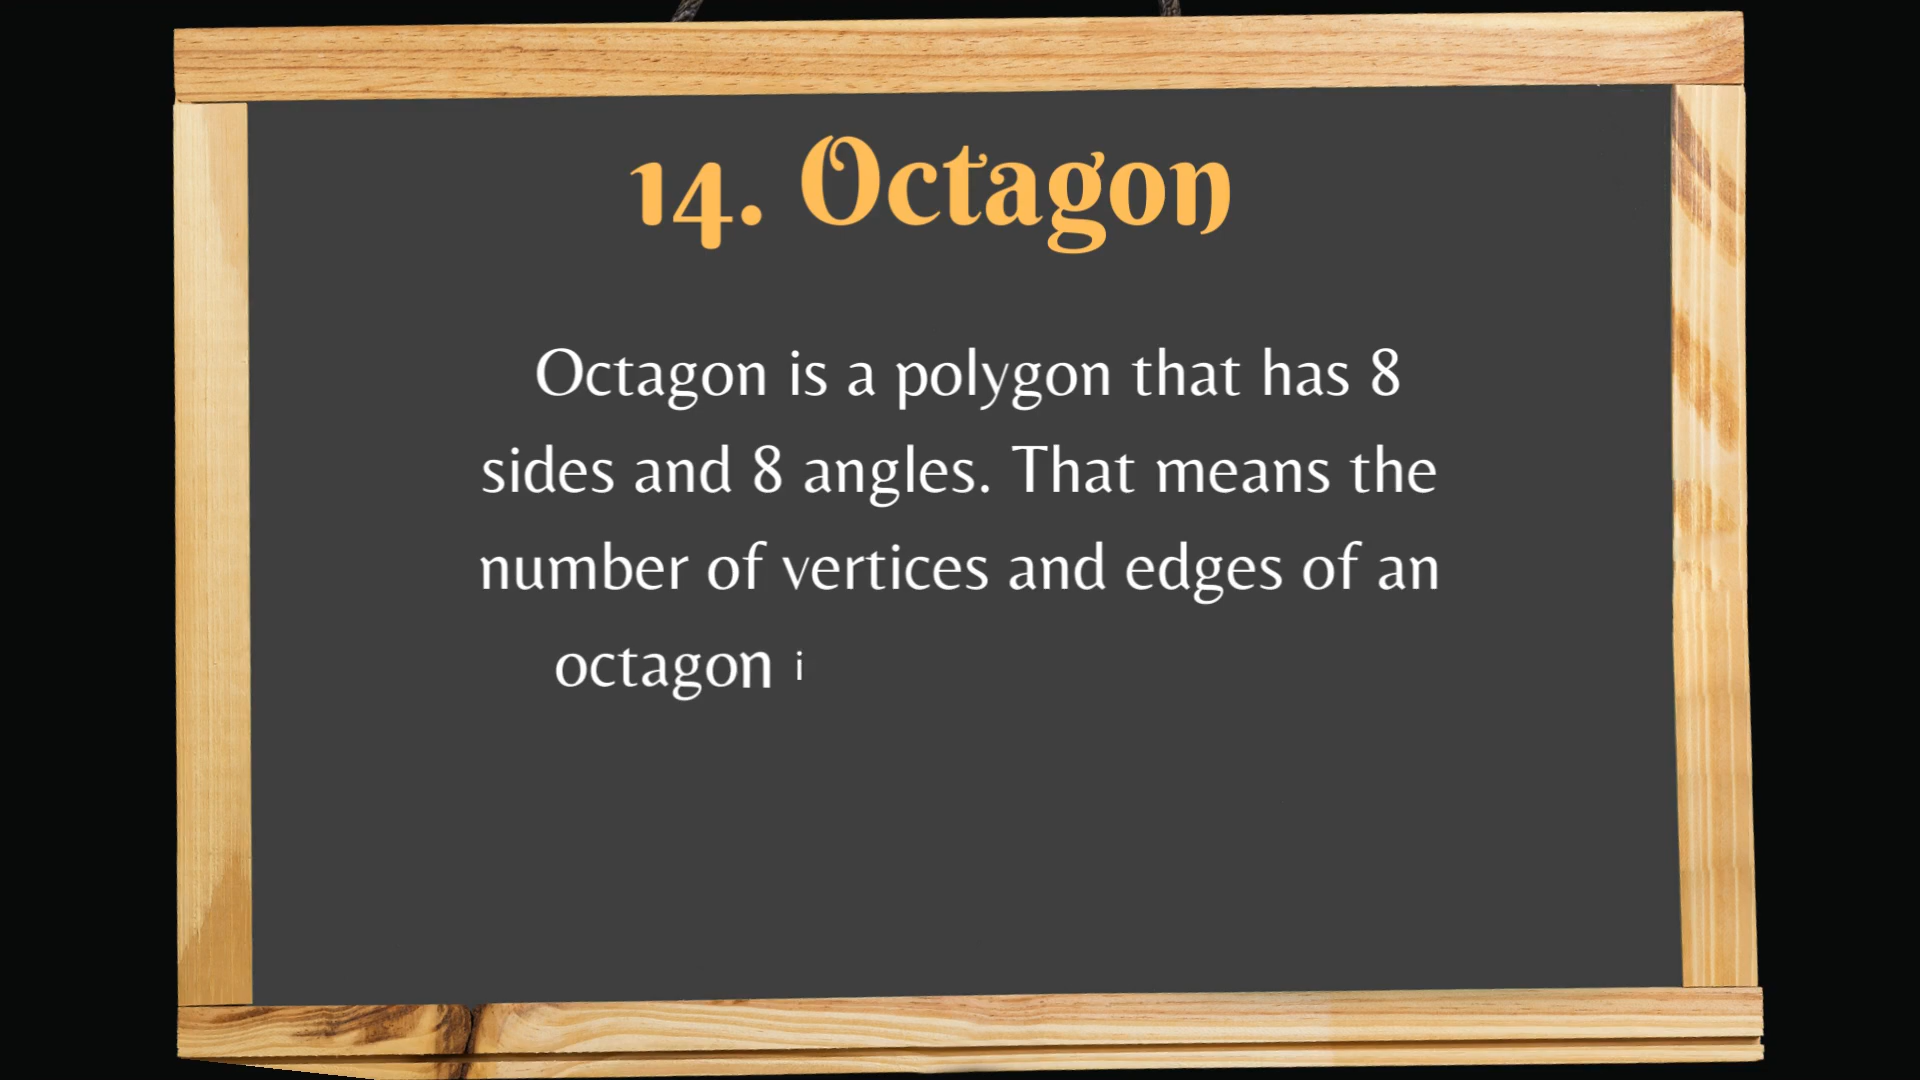 14. Octagon
Octagon is a polygon that has 8
sides and 8 angles. That means the
number of vertices and edges of an
octagon i